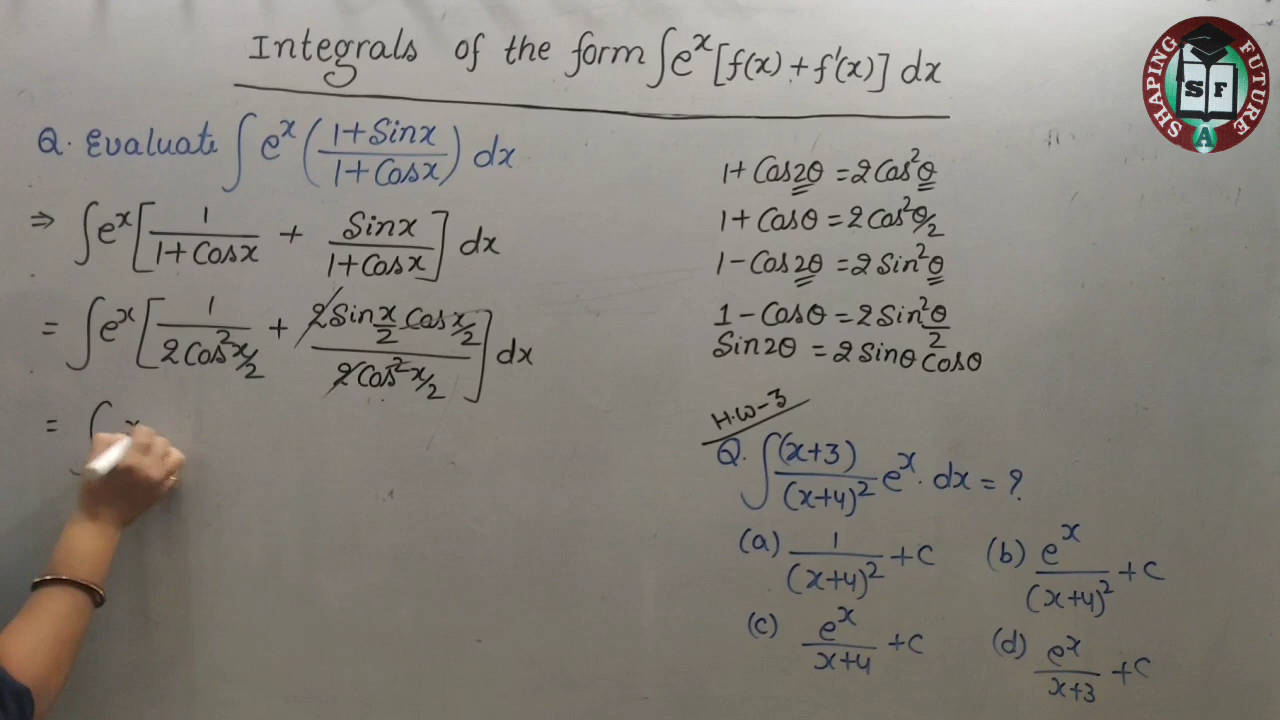 Integrals of the form ∫e^x [f(x) + f'(x)] dx
SHAPING FUTURE
S F
A
Q. Evaluate ∫ e^x ((1+Sinx)/(1+Cosx)) dx
⇒ ∫e^x [1/(1+Cosx) + Sinx/(1+Cosx)] dx
= ∫e^x [1/(2Cos²x/2) + (2Sin x/2 Cos x/2)/(2Cos²x/2)] dx
= ∫ x
1+Cos2θ = 2Cos²θ
1+Cosθ = 2Cos²θ/2
1-Cos2θ = 2Sin²θ
1-Cosθ = 2Sin²θ/2
Sin2θ = 2Sinθ Cosθ
H.W-3
Q. ∫ (x+3)/(x+4)² e^x. dx = ?
(a) 1/(x+4)² + C (b) e^x/(x+4)² + C
(c) e^x/(x+4) + C (d) e^x/(x+3) + C